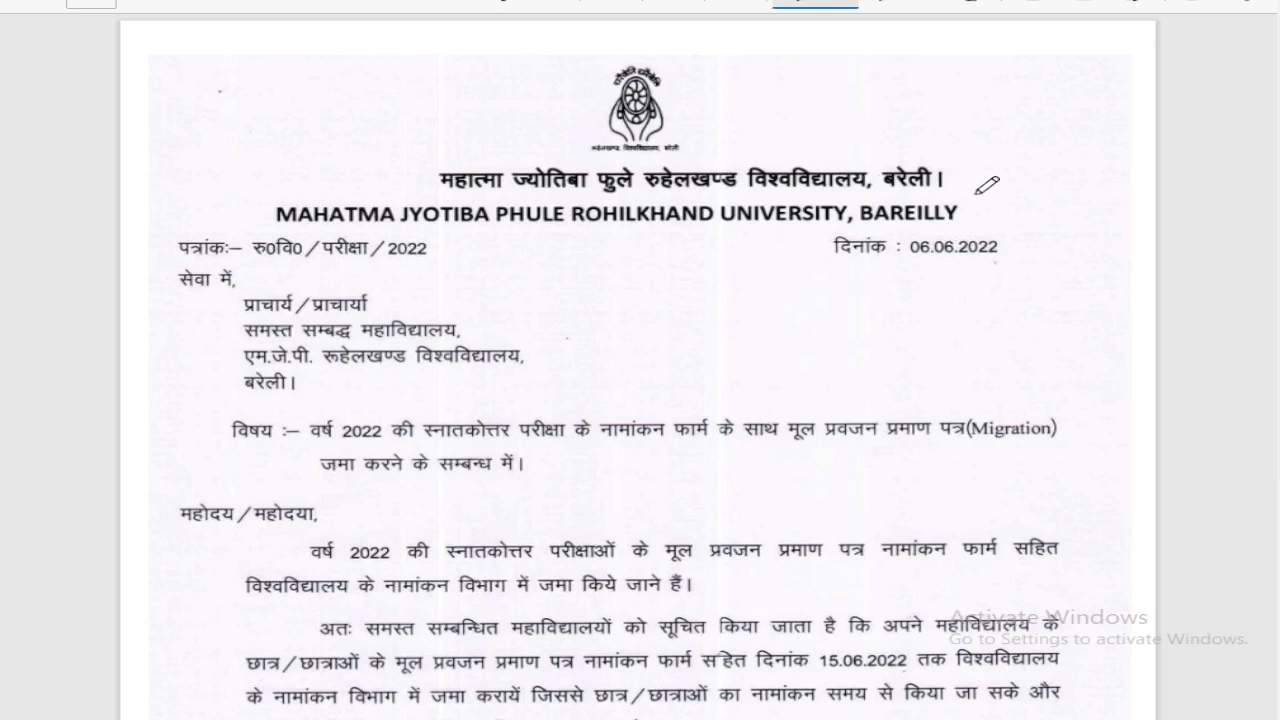 रुहेलखण्ड विश्वविद्यालय, बरेली
महात्मा ज्योतिबा फुले रुहेलखण्ड विश्वविद्यालय, बरेली।
MAHATMA JYOTIBA PHULE ROHILKHAND UNIVERSITY, BAREILLY
पत्रांकः– रु0वि0/परीक्षा/2022 दिनांक : 06.06.2022
सेवा में,
प्राचार्य/प्राचार्या
समस्त सम्बद्ध महाविद्यालय,
एम.जे.पी. रूहेलखण्ड विश्वविद्यालय,
बरेली।
विषय :– वर्ष 2022 की स्नातकोत्तर परीक्षा के नामांकन फार्म के साथ मूल प्रवजन प्रमाण पत्र(Migration)
जमा करने के सम्बन्ध में।
महोदय/महोदया,
वर्ष 2022 की स्नातकोत्तर परीक्षाओं के मूल प्रवजन प्रमाण पत्र नामांकन फार्म सहित
विश्वविद्यालय के नामांकन विभाग में जमा किये जाने हैं।
अतः समस्त सम्बन्धित महाविद्यालयों को सूचित किया जाता है कि अपने महाविद्यालय के
छात्र/छात्राओं के मूल प्रवजन प्रमाण पत्र नामांकन फार्म सहित दिनांक 15.06.2022 तक विश्वविद्यालय
के नामांकन विभाग में जमा करायें जिससे छात्र/छात्राओं का नामांकन समय से किया जा सके और
Activate Windows
Go to Settings to activate Windows.